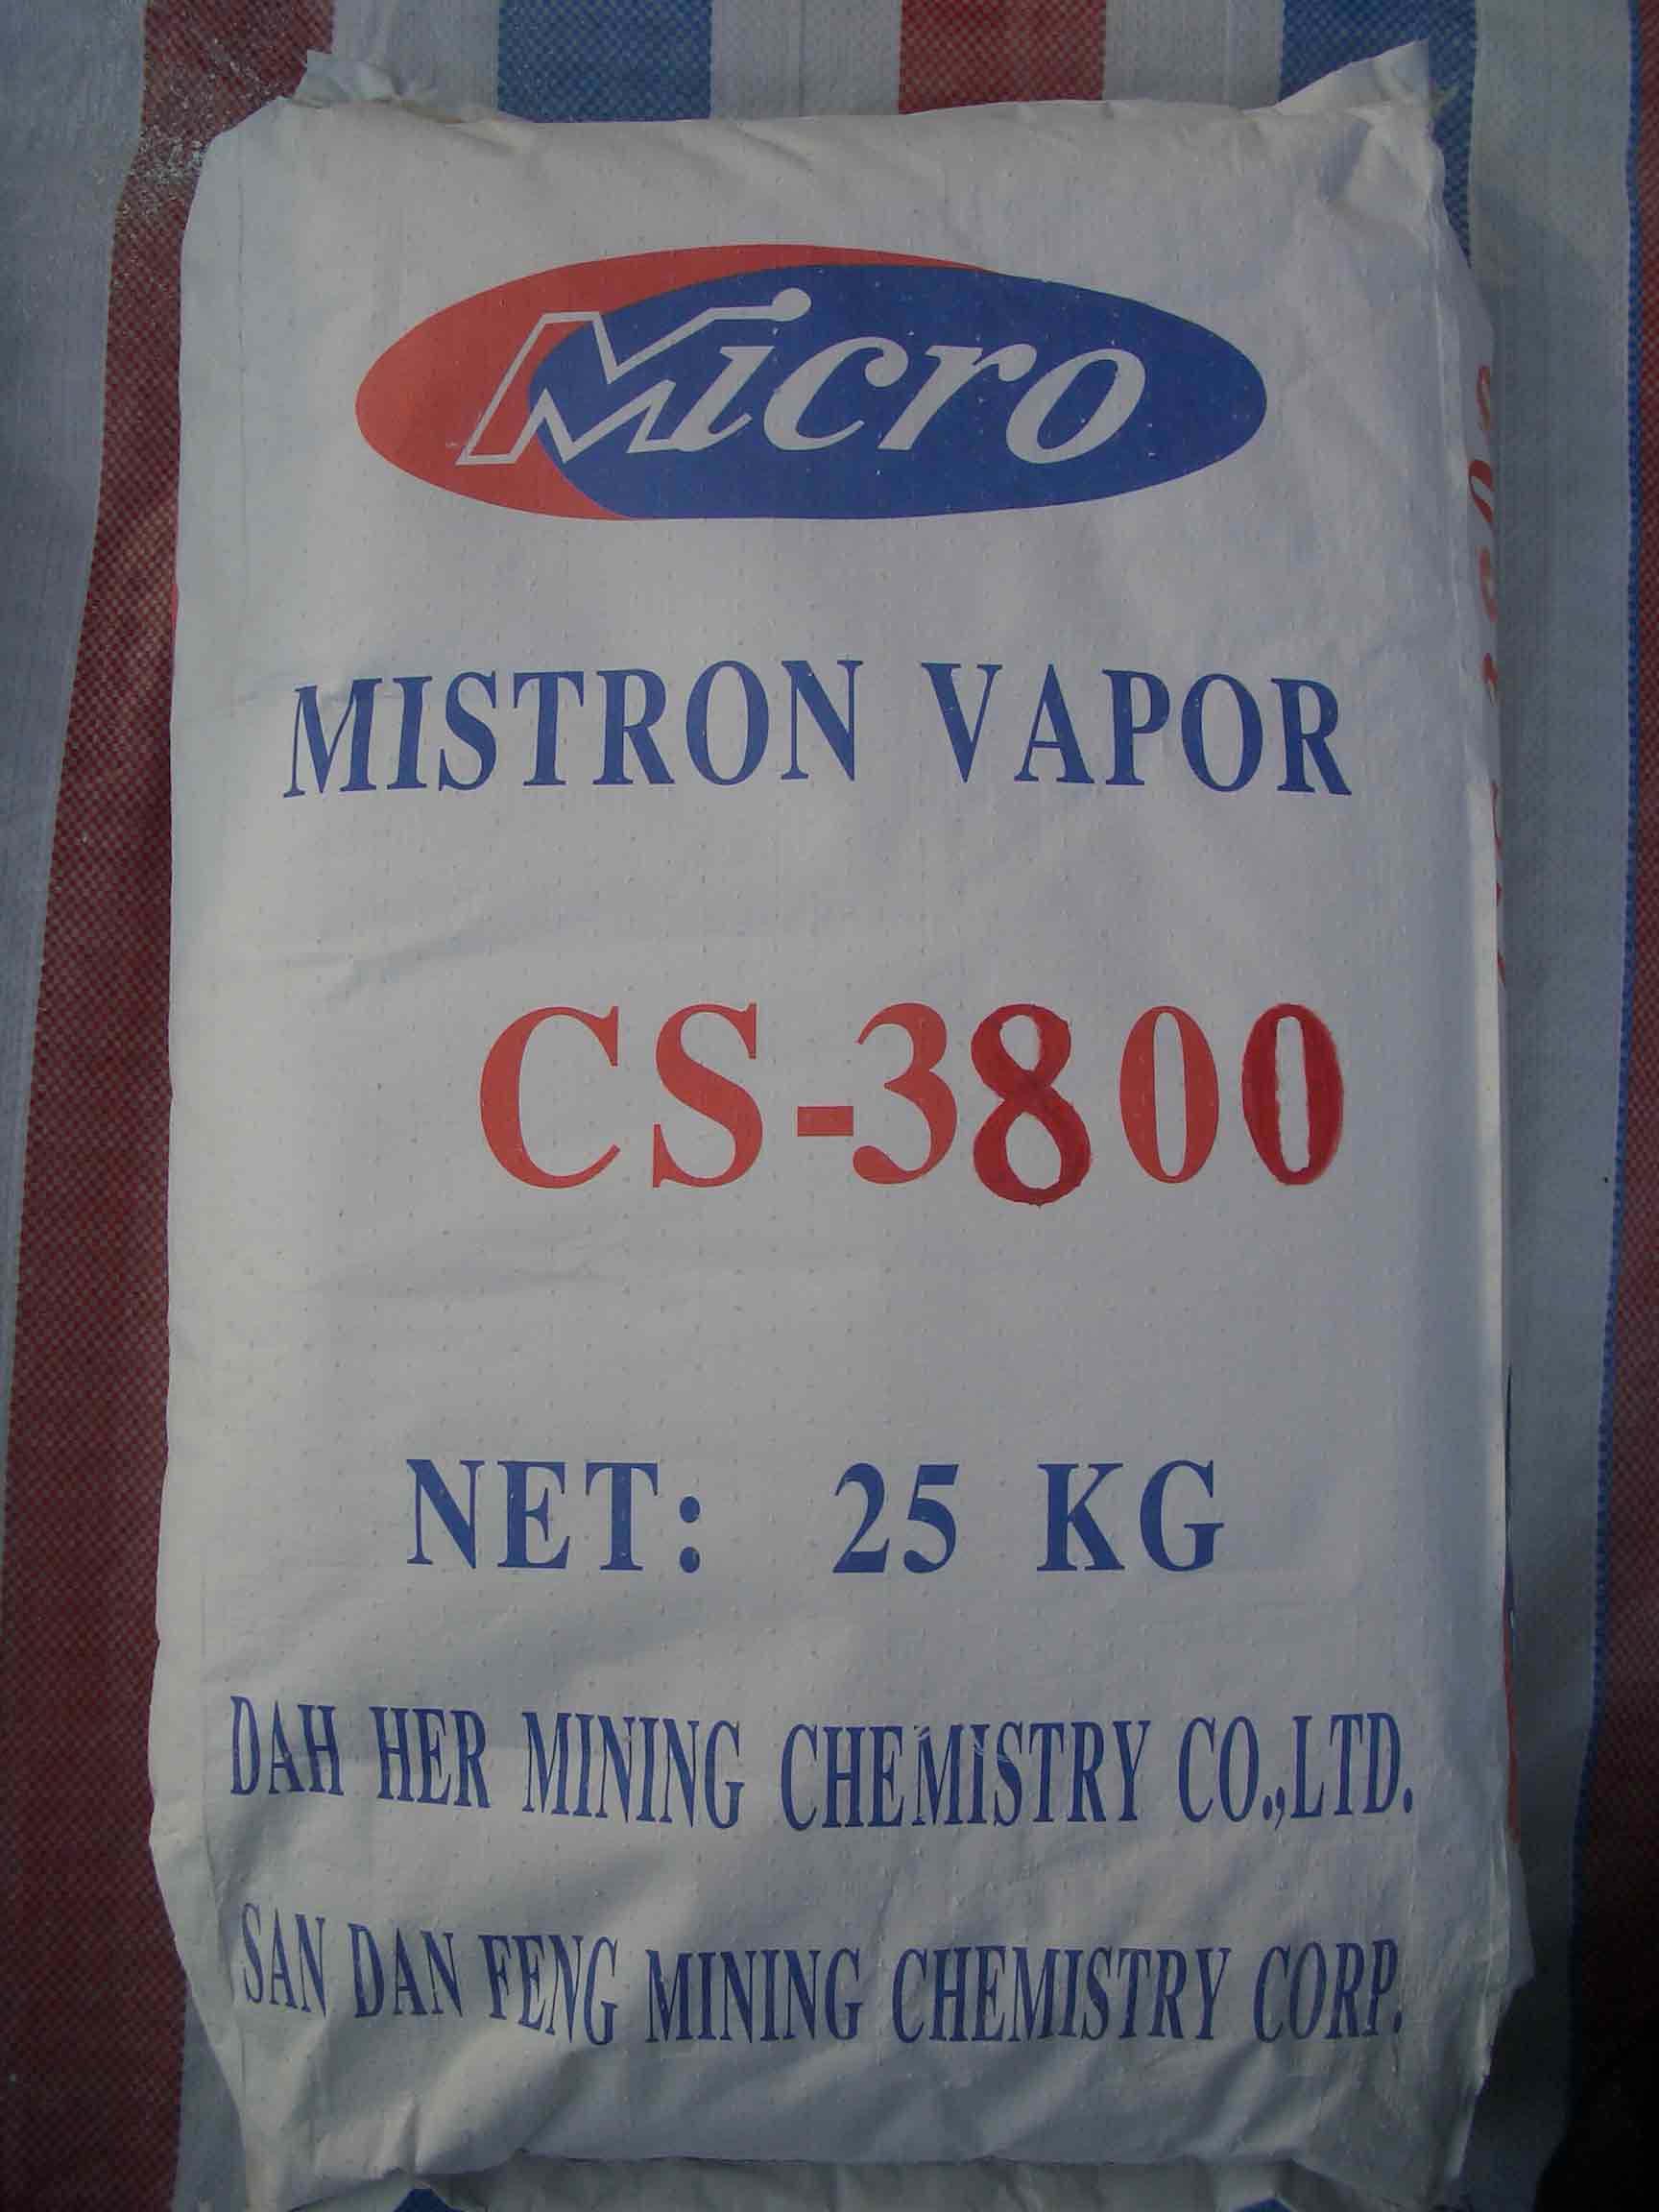 Micro
MISTRON VAPOR
CS-3800
NET: 25 KG
DAH HER MINING CHEMISTRY CO.,LTD.
SAN DAN FENG MINING CHEMISTRY CORP.